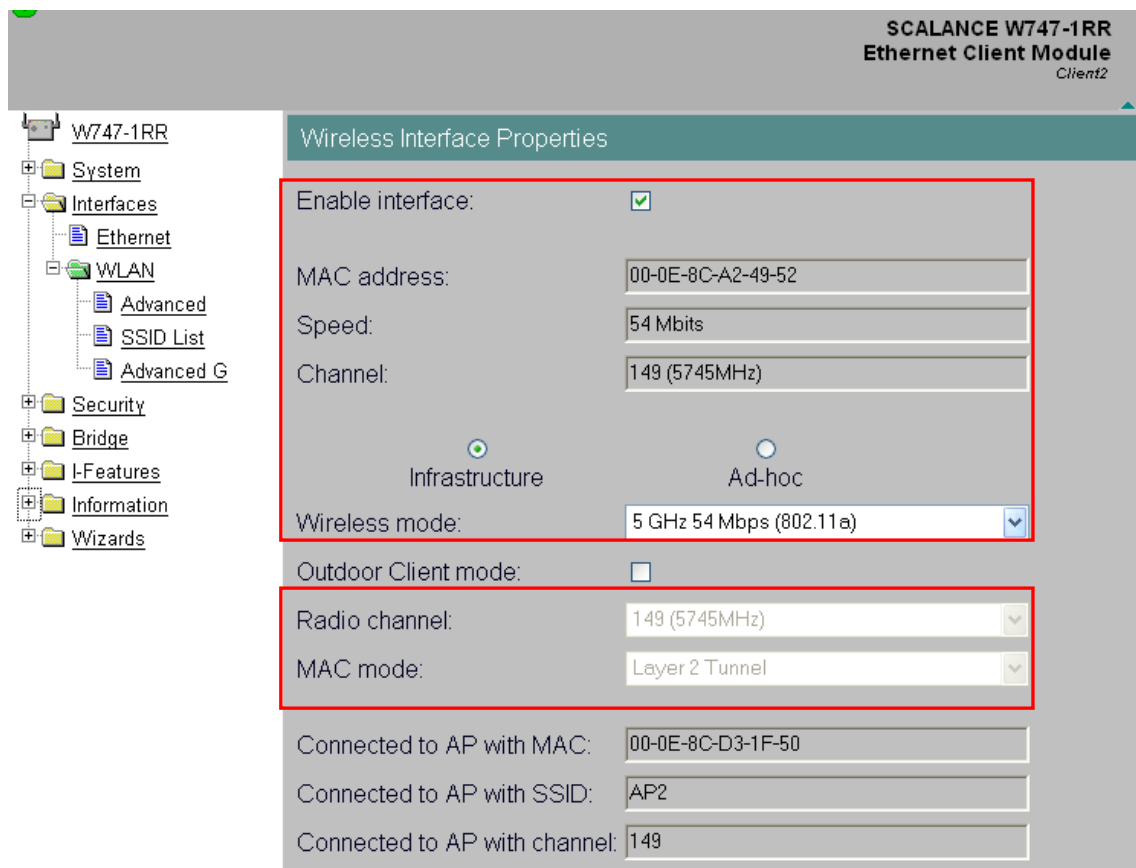 SCALANCE W747-1RR
Ethernet Client Module
Client2
W747-1RR
System
Interfaces
Ethernet
WLAN
Advanced
SSID List
Advanced G
Security
Bridge
I-Features
Information
Wizards
Wireless Interface Properties
Enable interface:
MAC address: 00-0E-8C-A2-49-52
Speed: 54 Mbits
Channel: 149 (5745MHz)
Infrastructure Ad-hoc
Wireless mode: 5 GHz 54 Mbps (802.11a)
Outdoor Client mode:
Radio channel: 149 (5745MHz)
MAC mode: Layer 2 Tunnel
Connected to AP with MAC: 00-0E-8C-D3-1F-50
Connected to AP with SSID: AP2
Connected to AP with channel: 149